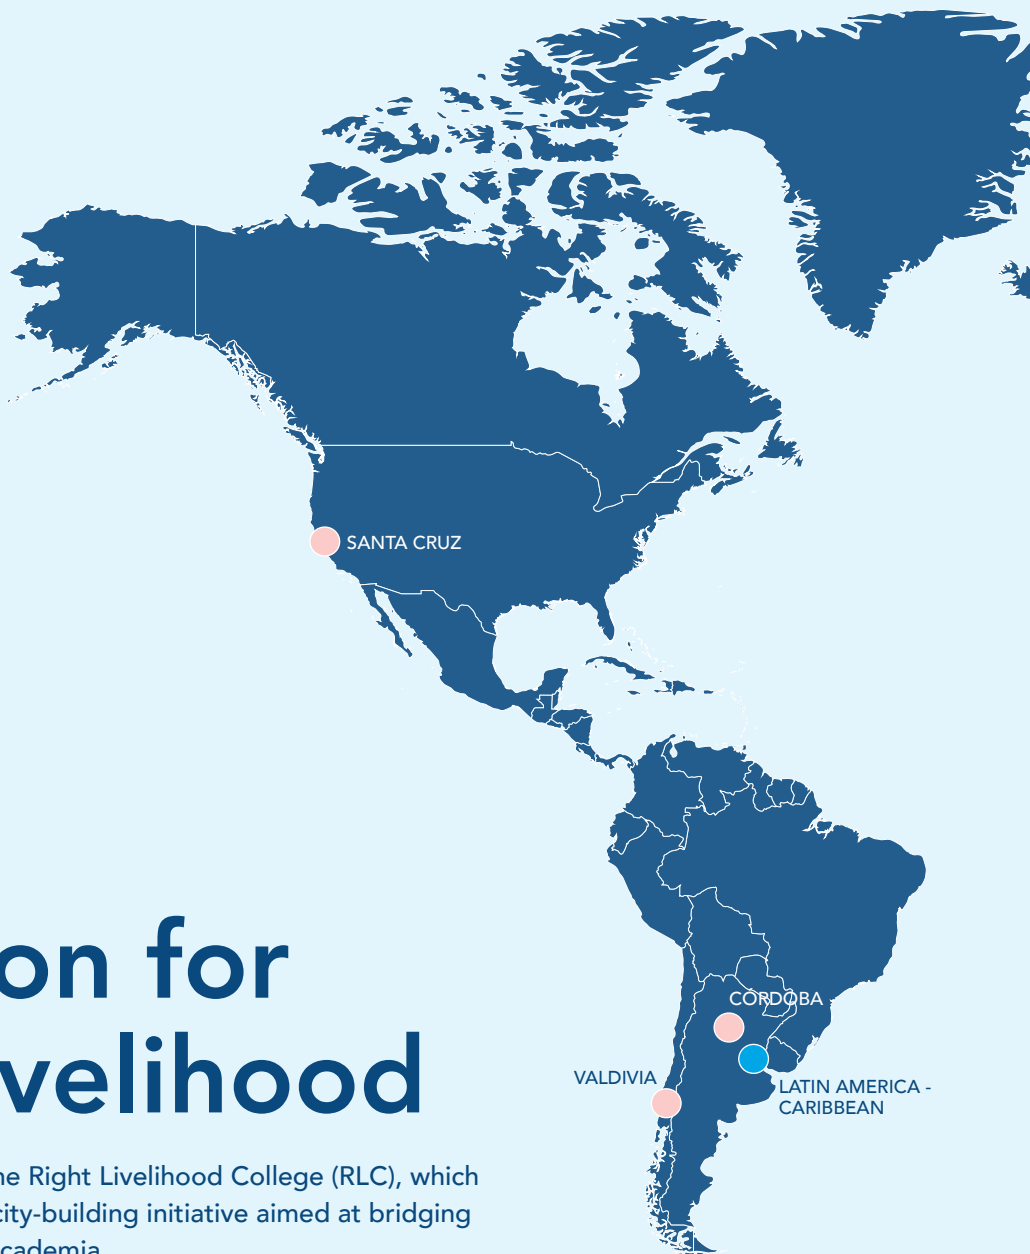 SANTA CRUZ
CÓRDOBA
VALDIVIA
LATIN AMERICA -
CARIBBEAN
on for
velihood
he Right Livelihood College (RLC), which
city-building initiative aimed at bridging
cademia